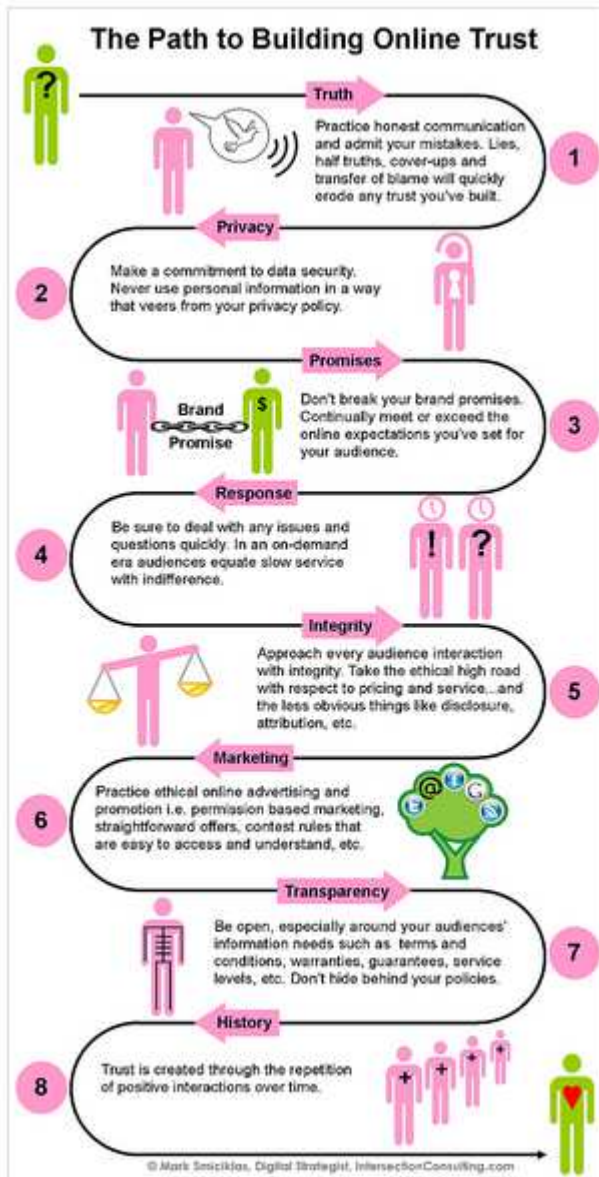 The Path to Building Online Trust
?
Truth
Practice honest communication
and admit your mistakes. Lies,
half truths, cover-ups and
transfer of blame will quickly
erode any trust you've built.
1
Privacy
2
Make a commitment to data security.
Never use personal information in a way
that veers from your privacy policy.
Promises
Brand
Promise
$
Don't break your brand promises.
Continually meet or exceed the
online expectations you've set for
your audience.
3
Response
4
Be sure to deal with any issues and
questions quickly. In an on-demand
era audiences equate slow service
with indifference.
!
?
Integrity
Approach every audience interaction
with integrity. Take the ethical high road
with respect to pricing and service...and
the less obvious things like disclosure,
attribution, etc.
5
Marketing
6
Practice ethical online advertising and
promotion i.e. permission based marketing,
straightforward offers, contest rules that
are easy to access and understand, etc.
@
G
Transparency
Be open, especially around your audiences'
information needs such as terms and
conditions, warranties, guarantees, service
levels, etc. Don't hide behind your policies.
7
History
8
Trust is created through the repetition
of positive interactions over time.
+ + + +
© Mark Smiciklas, Digital Strategist, IntersectionConsulting.com